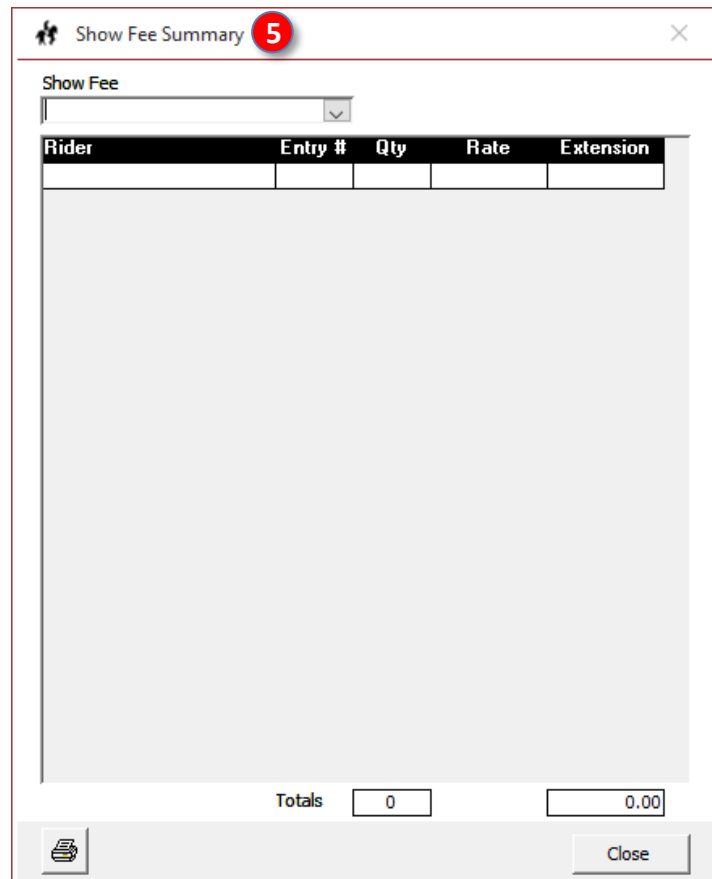 Show Fee Summary 5
Show Fee
Rider Entry # Qty Rate Extension
Totals 0 0.00
Close